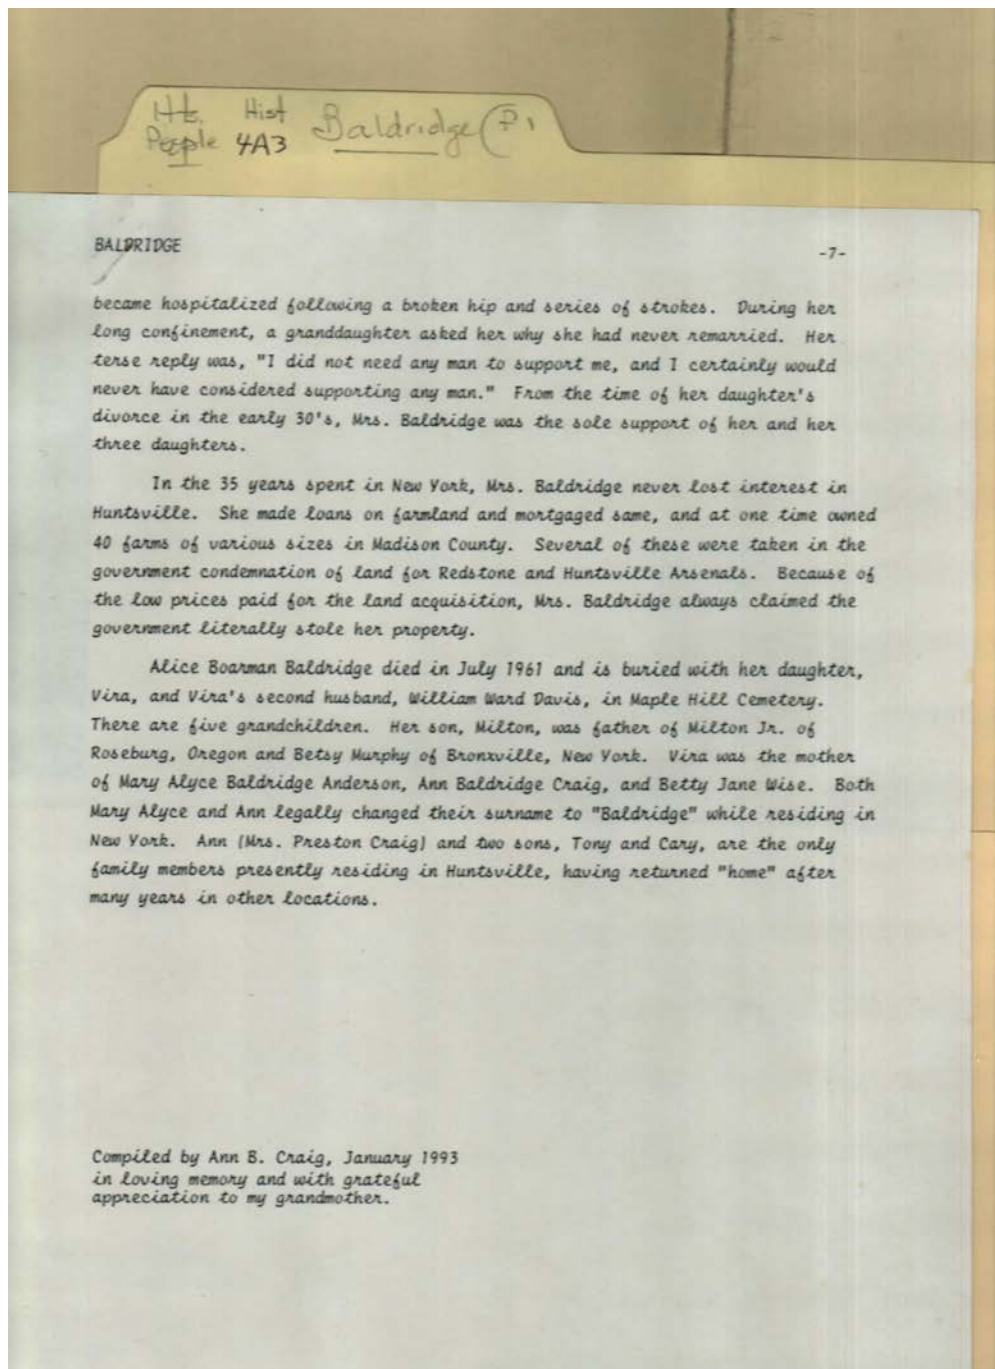 Hist
People 4A3 Baldridge
BALDRIDGE -7-
became hospitalized following a broken hip and series of strokes. During her
long confinement, a granddaughter asked her why she had never remarried. Her
terse reply was, "I did not need any man to support me, and I certainly would
never have considered supporting any man." From the time of her daughter's
divorce in the early 30's, Mrs. Baldridge was the sole support of her and her
three daughters.
In the 35 years spent in New York, Mrs. Baldridge never lost interest in
Huntsville. She made loans on farmland and mortgaged same, and at one time owned
40 farms of various sizes in Madison County. Several of these were taken in the
government condemnation of land for Redstone and Huntsville Arsenals. Because of
the low prices paid for the land acquisition, Mrs. Baldridge always claimed the
government literally stole her property.
Alice Boarman Baldridge died in July 1961 and is buried with her daughter,
Vira, and Vira's second husband, William Ward Davis, in Maple Hill Cemetery.
There are five grandchildren. Her son, Milton, was father of Milton Jr. of
Roseburg, Oregon and Betsy Murphy of Bronxville, New York. Vira was the mother
of Mary Alyce Baldridge Anderson, Ann Baldridge Craig, and Betty Jane Wise. Both
Mary Alyce and Ann legally changed their surname to "Baldridge" while residing in
New York. Ann (Mrs. Preston Craig) and two sons, Tony and Cary, are the only
family members presently residing in Huntsville, having returned "home" after
many years in other locations.
Compiled by Ann B. Craig, January 1993
in loving memory and with grateful
appreciation to my grandmother.